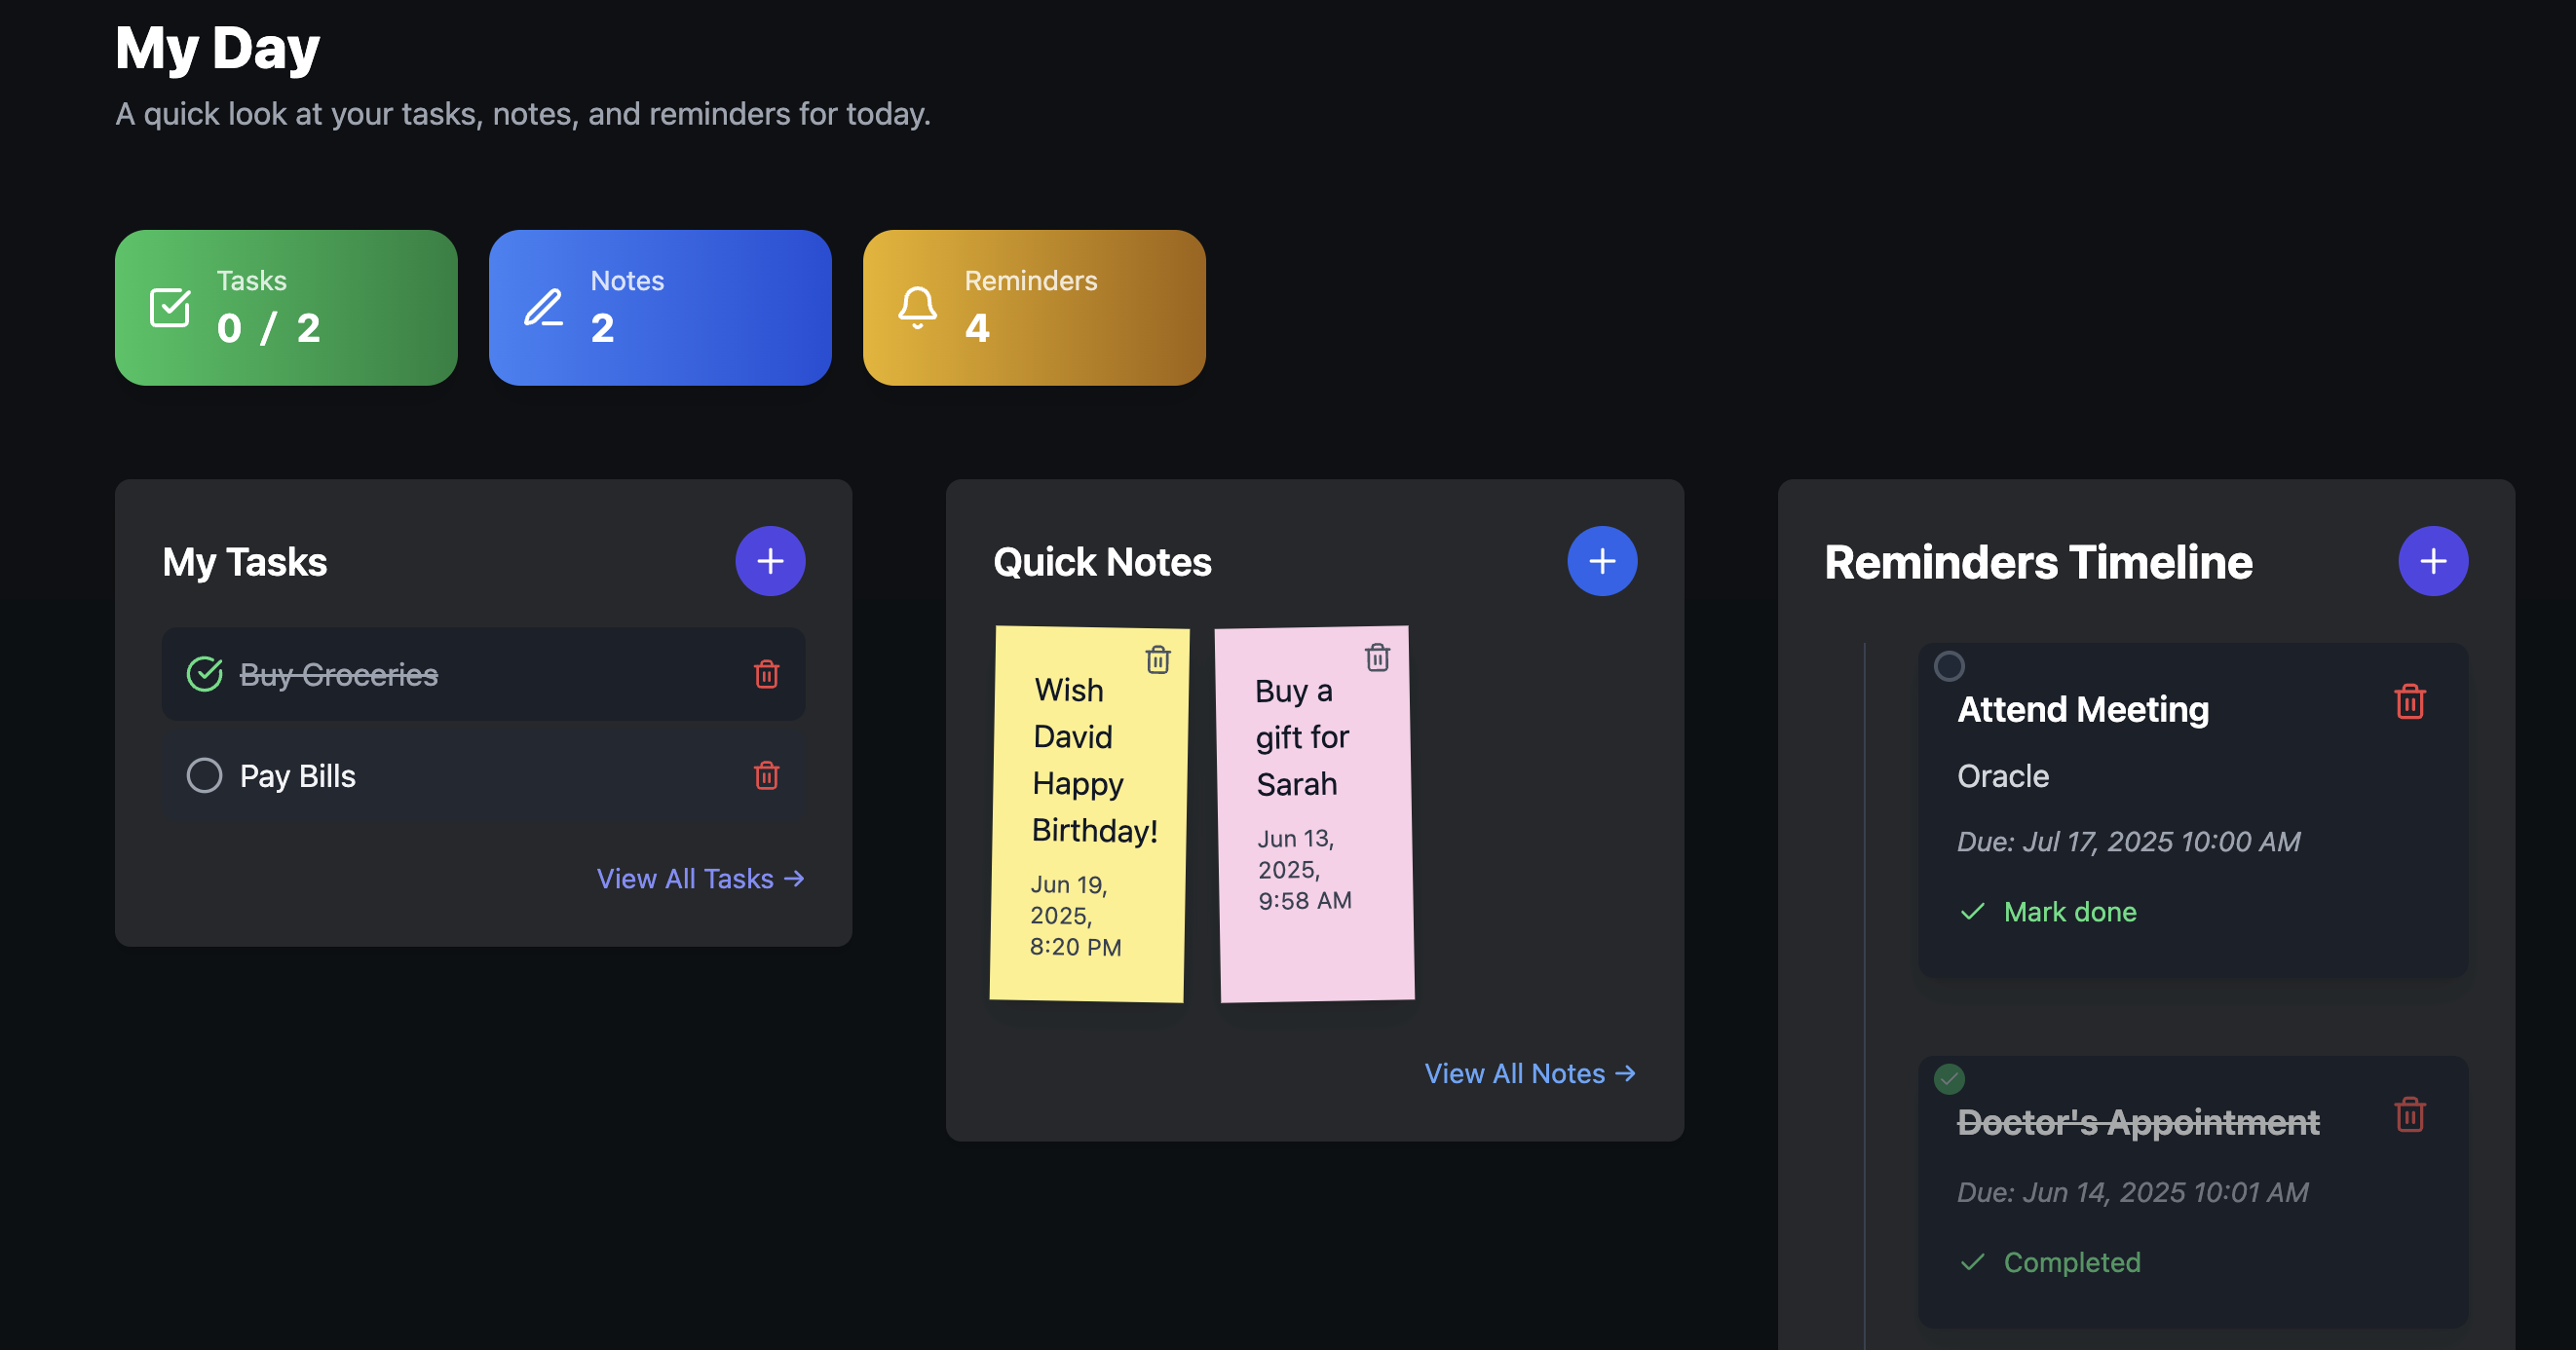 My Day
A quick look at your tasks, notes, and reminders for today.
Tasks
0 / 2
Notes
2
Reminders
4
My Tasks
Buy Groceries
Pay Bills
View All Tasks →
Quick Notes
Wish
David
Happy
Birthday!
Jun 19,
2025,
8:20 PM
Buy a
gift for
Sarah
Jun 13,
2025,
9:58 AM
View All Notes →
Reminders Timeline
Attend Meeting
Oracle
Due: Jul 17, 2025 10:00 AM
Mark done
Doctor's Appointment
Due: Jun 14, 2025 10:01 AM
Completed